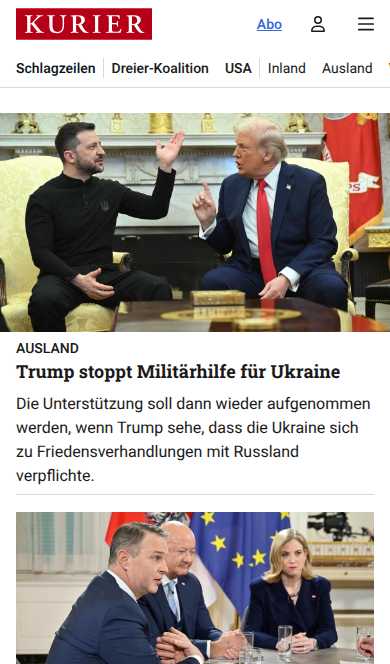 KURIER
Abo
Schlagzeilen Dreier-Koalition USA Inland Ausland
AUSLAND
Trump stoppt Militärhilfe für Ukraine
Die Unterstützung soll dann wieder aufgenommen
werden, wenn Trump sehe, dass die Ukraine sich
zu Friedensverhandlungen mit Russland
verpflichte.